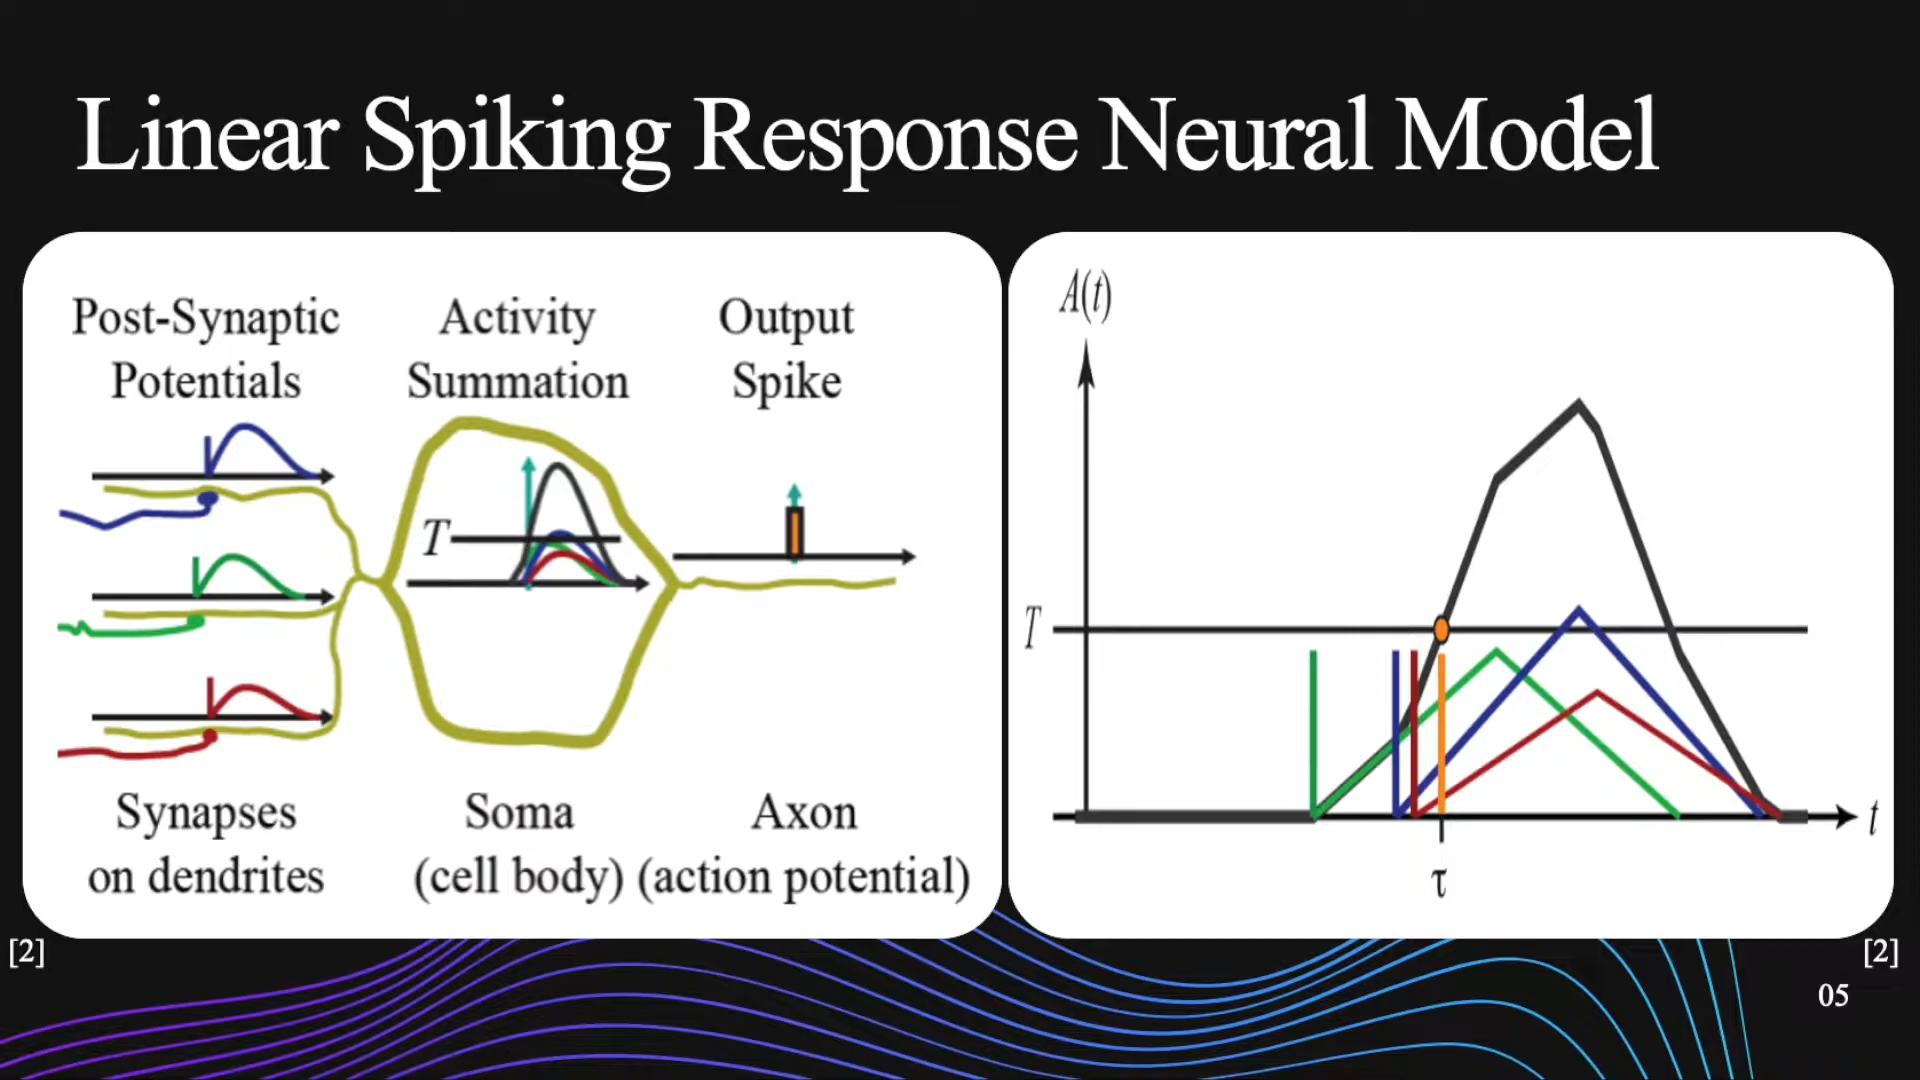 Linear Spiking Response Neural Model
Post-Synaptic
Potentials
Activity
Summation
Output
Spike
T
Synapses
on dendrites
Soma
(cell body)
Axon
(action potential)
[2]
A(t)
T
t
τ
[2]
05